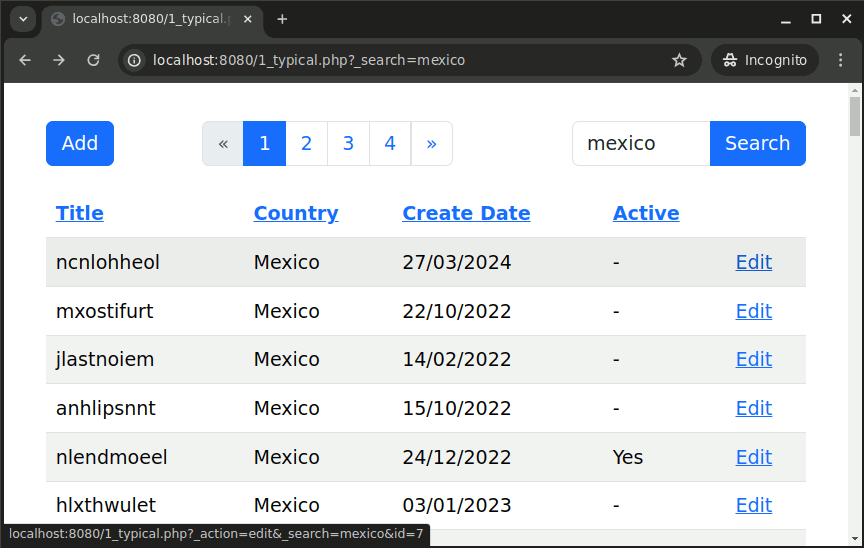 localhost:8080/1_typical.
localhost:8080/1_typical.php?_search=mexico Incognito
Add « 1 2 3 4 » mexico Search
Title Country Create Date Active
ncnlohheol Mexico 27/03/2024 - Edit
mxostifurt Mexico 22/10/2022 - Edit
jlastnoiem Mexico 14/02/2022 - Edit
anhlipsnnt Mexico 15/10/2022 - Edit
nlendmoeel Mexico 24/12/2022 Yes Edit
hlxthwulet Mexico 03/01/2023 - Edit
localhost:8080/1_typical.php?_action=edit&_search=mexico&id=7